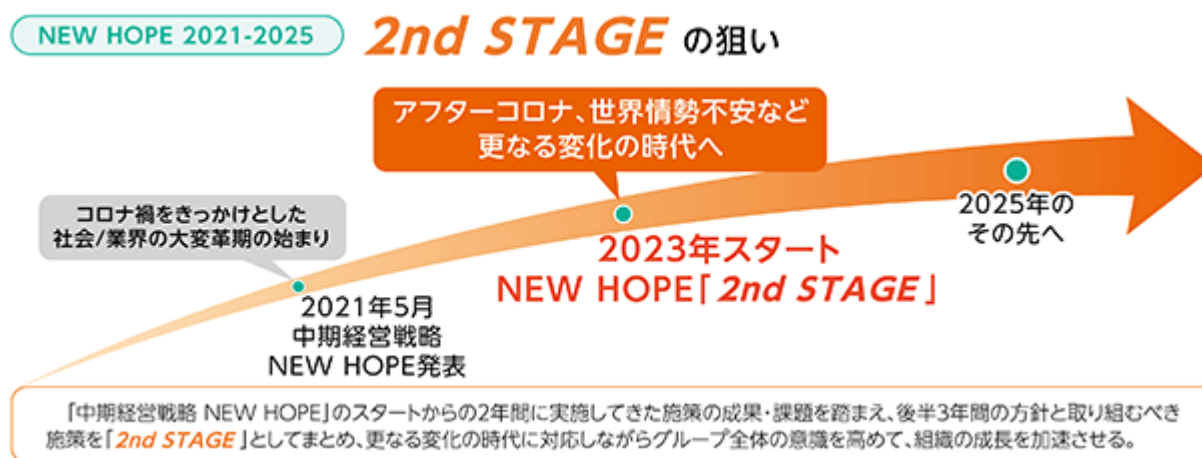 NEW HOPE 2021-2025
2nd STAGE の狙い
アフターコロナ、世界情勢不安など
更なる変化の時代へ
コロナ禍をきっかけとした
社会/業界の大変革期の始まり
2025年の
その先へ
2023年スタート
NEW HOPE「2nd STAGE」
2021年5月
中期経営戦略
NEW HOPE発表
「中期経営戦略 NEW HOPE」のスタートからの2年間に実施してきた施策の成果・課題を踏まえ、後半3年間の方針と取り組むべき
施策を「2nd STAGE」としてまとめ、更なる変化の時代に対応しながらグループ全体の意識を高めて、組織の成長を加速させる。